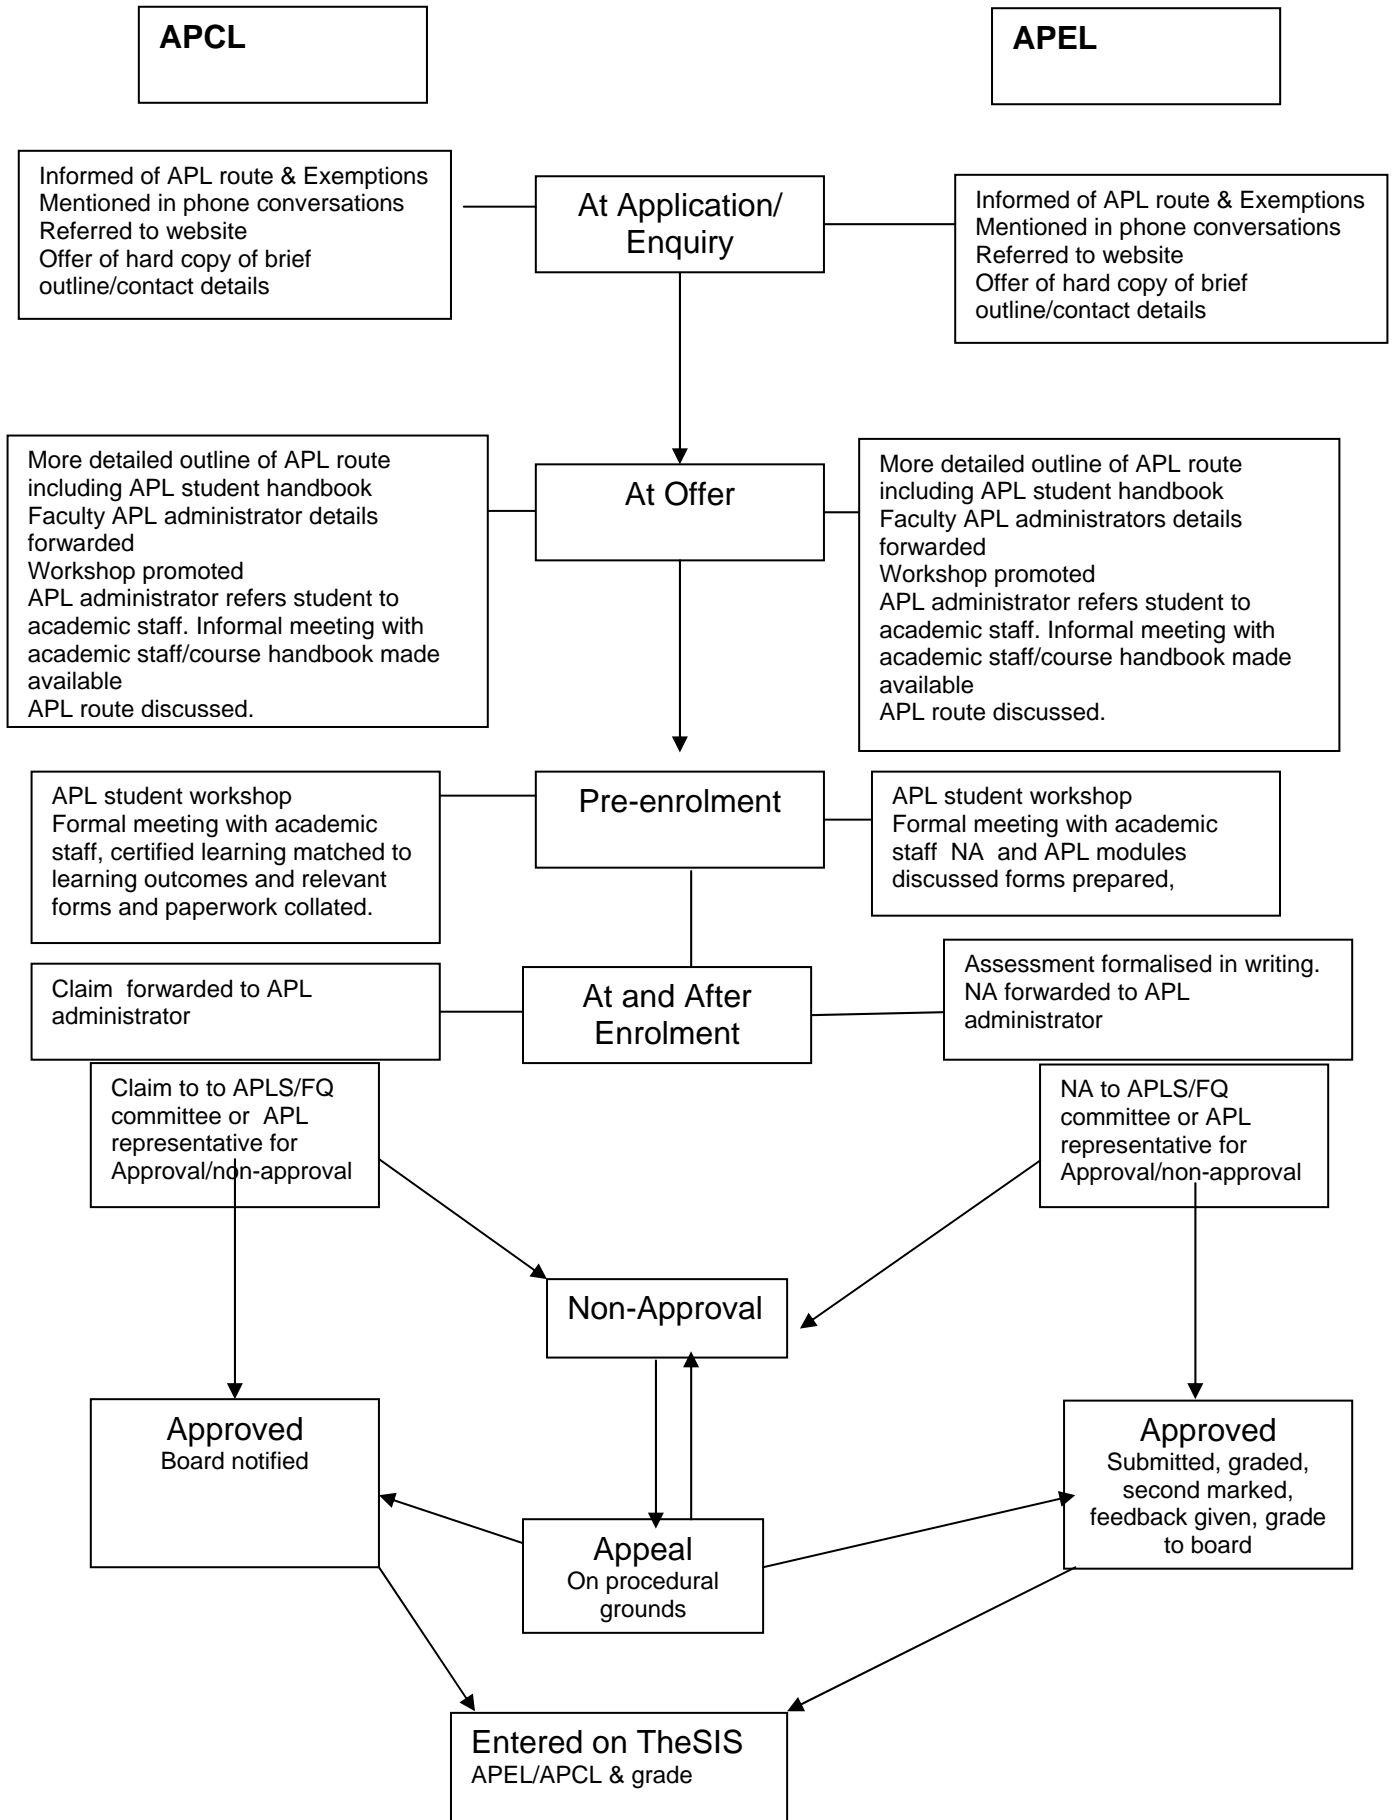 APCL
APEL
Informed of APL route & Exemptions
Mentioned in phone conversations
Referred to website
Offer of hard copy of brief
outline/contact details
At Application/
Enquiry
Informed of APL route & Exemptions
Mentioned in phone conversations
Referred to website
Offer of hard copy of brief
outline/contact details
More detailed outline of APL route
including APL student handbook
Faculty APL administrator details
forwarded
Workshop promoted
APL administrator refers student to
academic staff. Informal meeting with
academic staff/course handbook made
available
APL route discussed.
At Offer
More detailed outline of APL route
including APL student handbook
Faculty APL administrators details
forwarded
Workshop promoted
APL administrator refers student to
academic staff. Informal meeting with
academic staff/course handbook made
available
APL route discussed.
APL student workshop
Formal meeting with academic
staff, certified learning matched to
learning outcomes and relevant
forms and paperwork collated.
Pre-enrolment
APL student workshop
Formal meeting with academic
staff  NA  and APL modules
discussed forms prepared,
Claim  forwarded to APL
administrator
At and After
Enrolment
Assessment formalised in writing.
NA forwarded to APL
administrator
Claim to to APLS/FQ
committee or  APL
representative for
Approval/non-approval
NA to APLS/FQ
committee or APL
representative for
Approval/non-approval
Non-Approval
Approved
Board notified
Appeal
On procedural
grounds
Approved
Submitted, graded,
second marked,
feedback given, grade
to board
Entered on TheSIS
APEL/APCL & grade